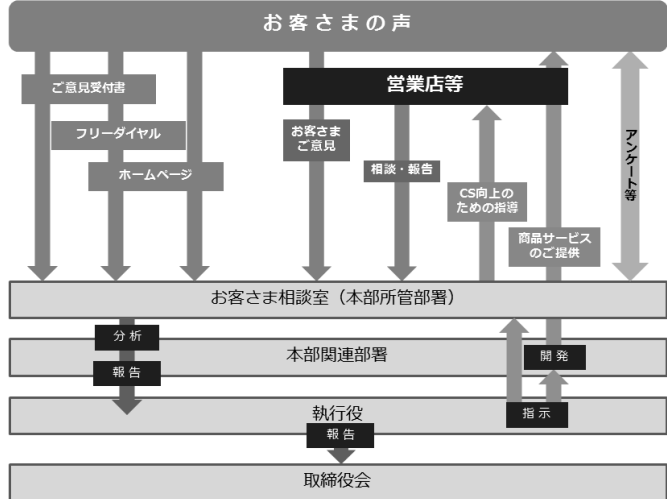 お客さまの声
ご意見受付書
フリーダイヤル
ホームページ
営業店等
お客さま
ご意見
相談・報告
CS向上の
ための指導
商品サービス
のご提供
アンケート等
お客さま相談室（本部所管部署）
分析
本部関連部署
開発
報告
執行役
指示
報告
取締役会